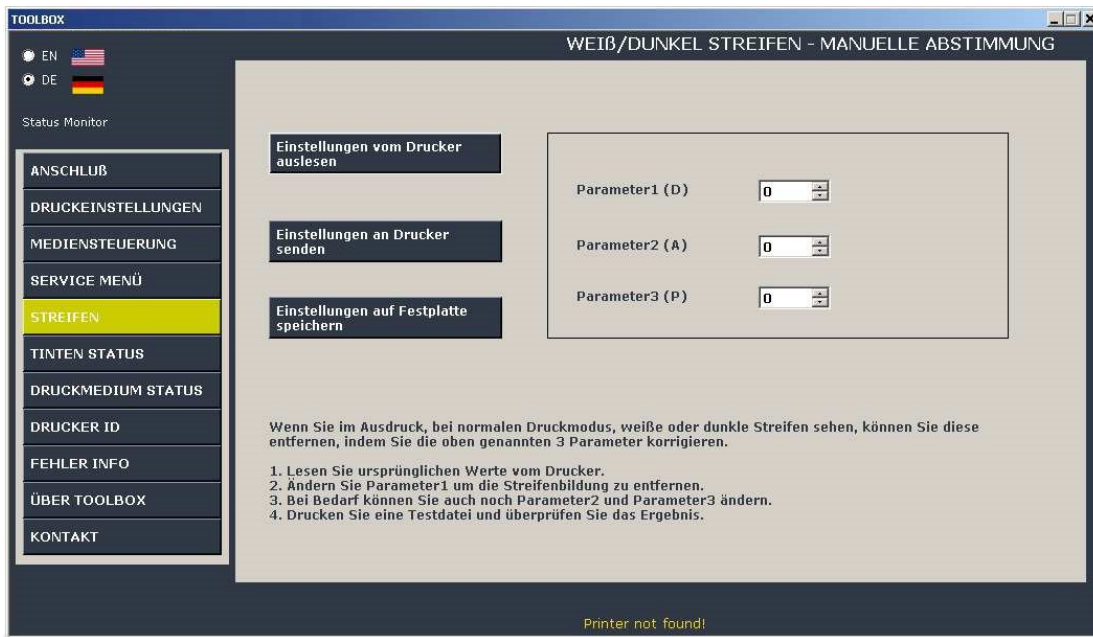 TOOLBOX
WEIß/DUNKEL STREIFEN - MANUELLE ABSTIMMUNG
EN
DE
Status Monitor
ANSCHLUß
DRUCKEINSTELLUNGEN
MEDIENSTEUERUNG
SERVICE MENÜ
STREIFEN
TINTEN STATUS
DRUCKMEDIUM STATUS
DRUCKER ID
FEHLER INFO
ÜBER TOOLBOX
KONTAKT
Einstellungen vom Drucker
auslesen
Einstellungen an Drucker
senden
Einstellungen auf Festplatte
speichern
Parameter1 (D) 0
Parameter2 (A) 0
Parameter3 (P) 0
Wenn Sie im Ausdruck, bei normalen Druckmodus, weiße oder dunkle Streifen sehen, können Sie diese
entfernen, indem Sie die oben genannten 3 Parameter korrigieren.
1. Lesen Sie ursprünglichen Werte vom Drucker.
2. Ändern Sie Parameter1 um die Streifenbildung zu entfernen.
3. Bei Bedarf können Sie auch noch Parameter2 und Parameter3 ändern.
4. Drucken Sie eine Testdatei und überprüfen Sie das Ergebnis.
Printer not found!